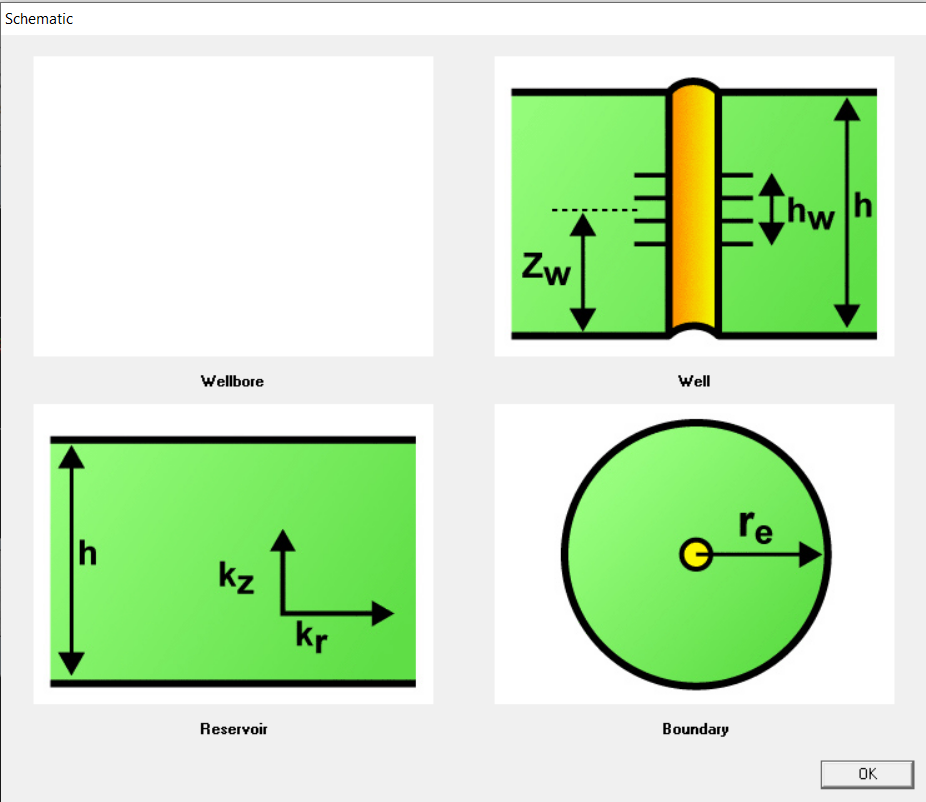 Schematic
h
hw
Zw
Wellbore
Well
h
kz
kr
re
Reservoir
Boundary
OK